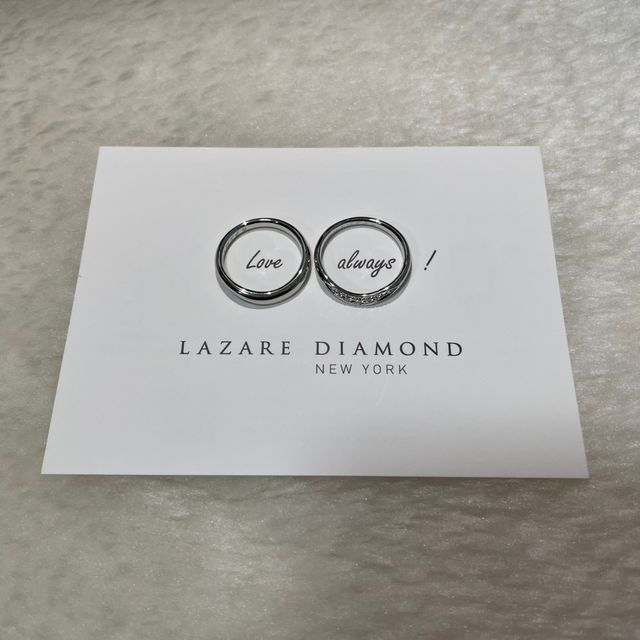 Love always !
LAZARE DIAMOND
NEW YORK